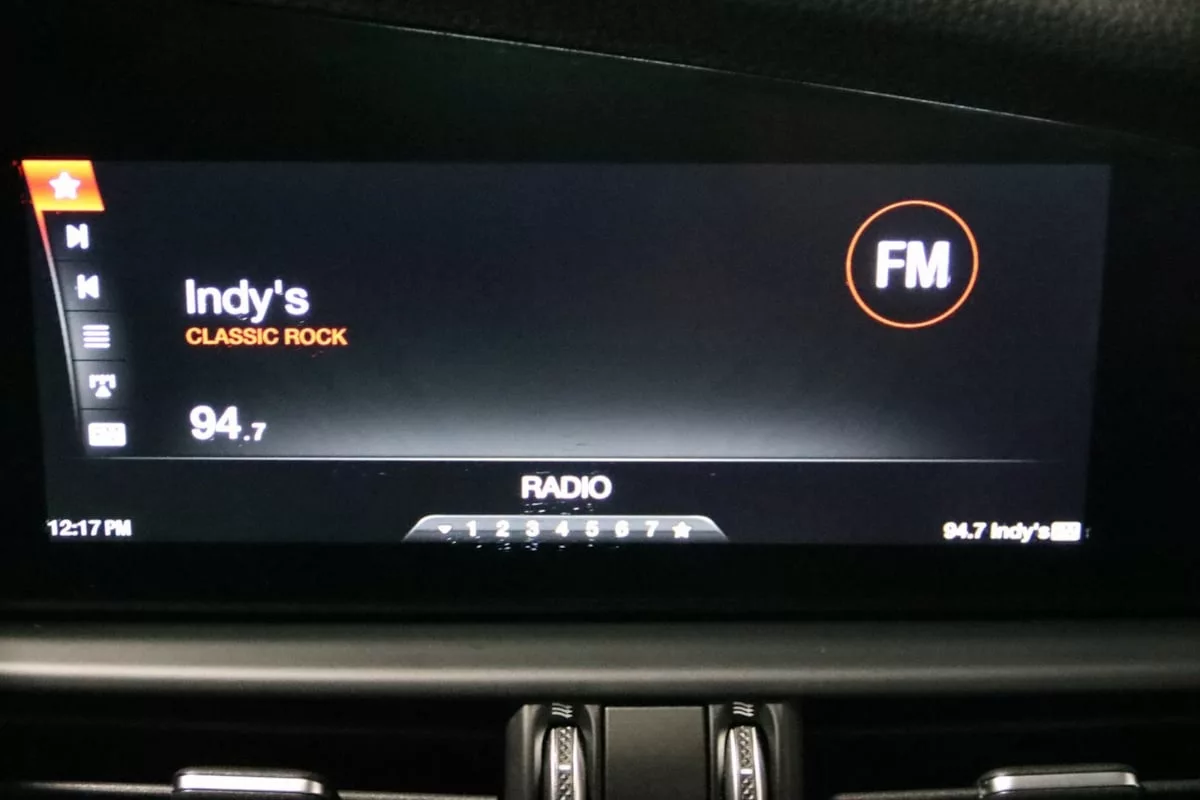 FM
Indy's
CLASSIC ROCK
94.7
RADIO
12:17 PM
1 2 3 4 5 6 7
94.7 Indy's